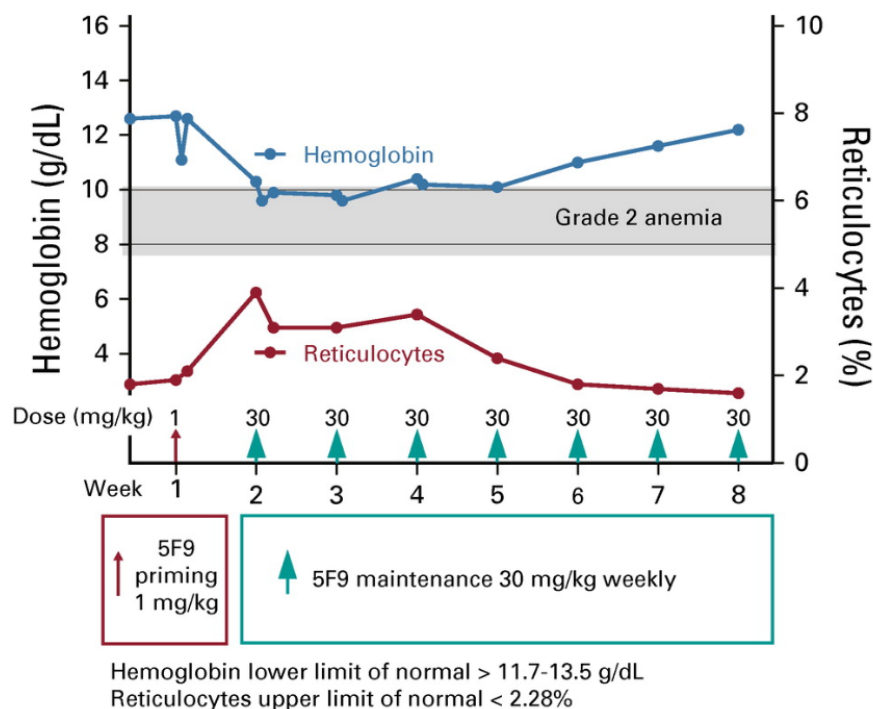 16
14
12
10
8
6
4
Hemoglobin (g/dL)
10
8
6
4
2
0
Reticulocytes (%)
Hemoglobin
Grade 2 anemia
Reticulocytes
Dose (mg/kg) 1 30 30 30 30 30 30 30
Week 1 2 3 4 5 6 7 8
5F9
priming
1 mg/kg
5F9 maintenance 30 mg/kg weekly
Hemoglobin lower limit of normal > 11.7-13.5 g/dL
Reticulocytes upper limit of normal < 2.28%